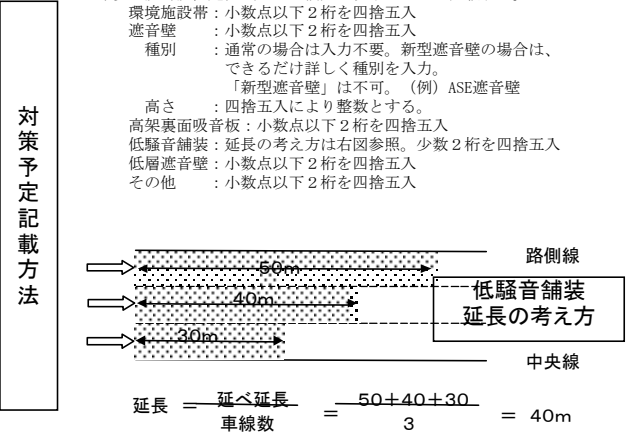 対策予定記載方法
環境施設帯：小数点以下２桁を四捨五入
遮音壁　　：小数点以下２桁を四捨五入
種別　　：通常の場合は入力不要。新型遮音壁の場合は、
できるだけ詳しく種別を入力。
「新型遮音壁」は不可。（例）ASE遮音壁
高さ　　：四捨五入により整数とする。
高架裏面吸音板：小数点以下２桁を四捨五入
低騒音舗装：延長の考え方は右図参照。少数２桁を四捨五入
低層遮音壁：小数点以下２桁を四捨五入
その他　　：小数点以下２桁を四捨五入
路側線
50m
40m
30m
低騒音舗装
延長の考え方
中央線
延長 ＝ 延べ延長 ＝ 50＋40＋30 ＝ 40m
車線数 3